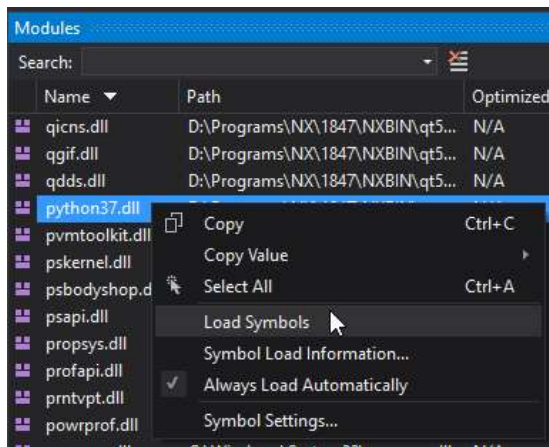 Modules
Search:
Name Path Optimized
qicns.dll D:\Programs\NX\1847\NXBIN\qt5... N/A
qgif.dll D:\Programs\NX\1847\NXBIN\qt5... N/A
qdds.dll D:\Programs\NX\1847\NXBIN\qt5... N/A
python37.dll
pvmtoolkit.dll
pskernel.dll
psbodyshop.d
psapi.dll
propsys.dll
profapi.dll
prntvpt.dll
powrprof.dll
Copy Ctrl+C
Copy Value
Select All Ctrl+A
Load Symbols
Symbol Load Information...
Always Load Automatically
Symbol Settings...